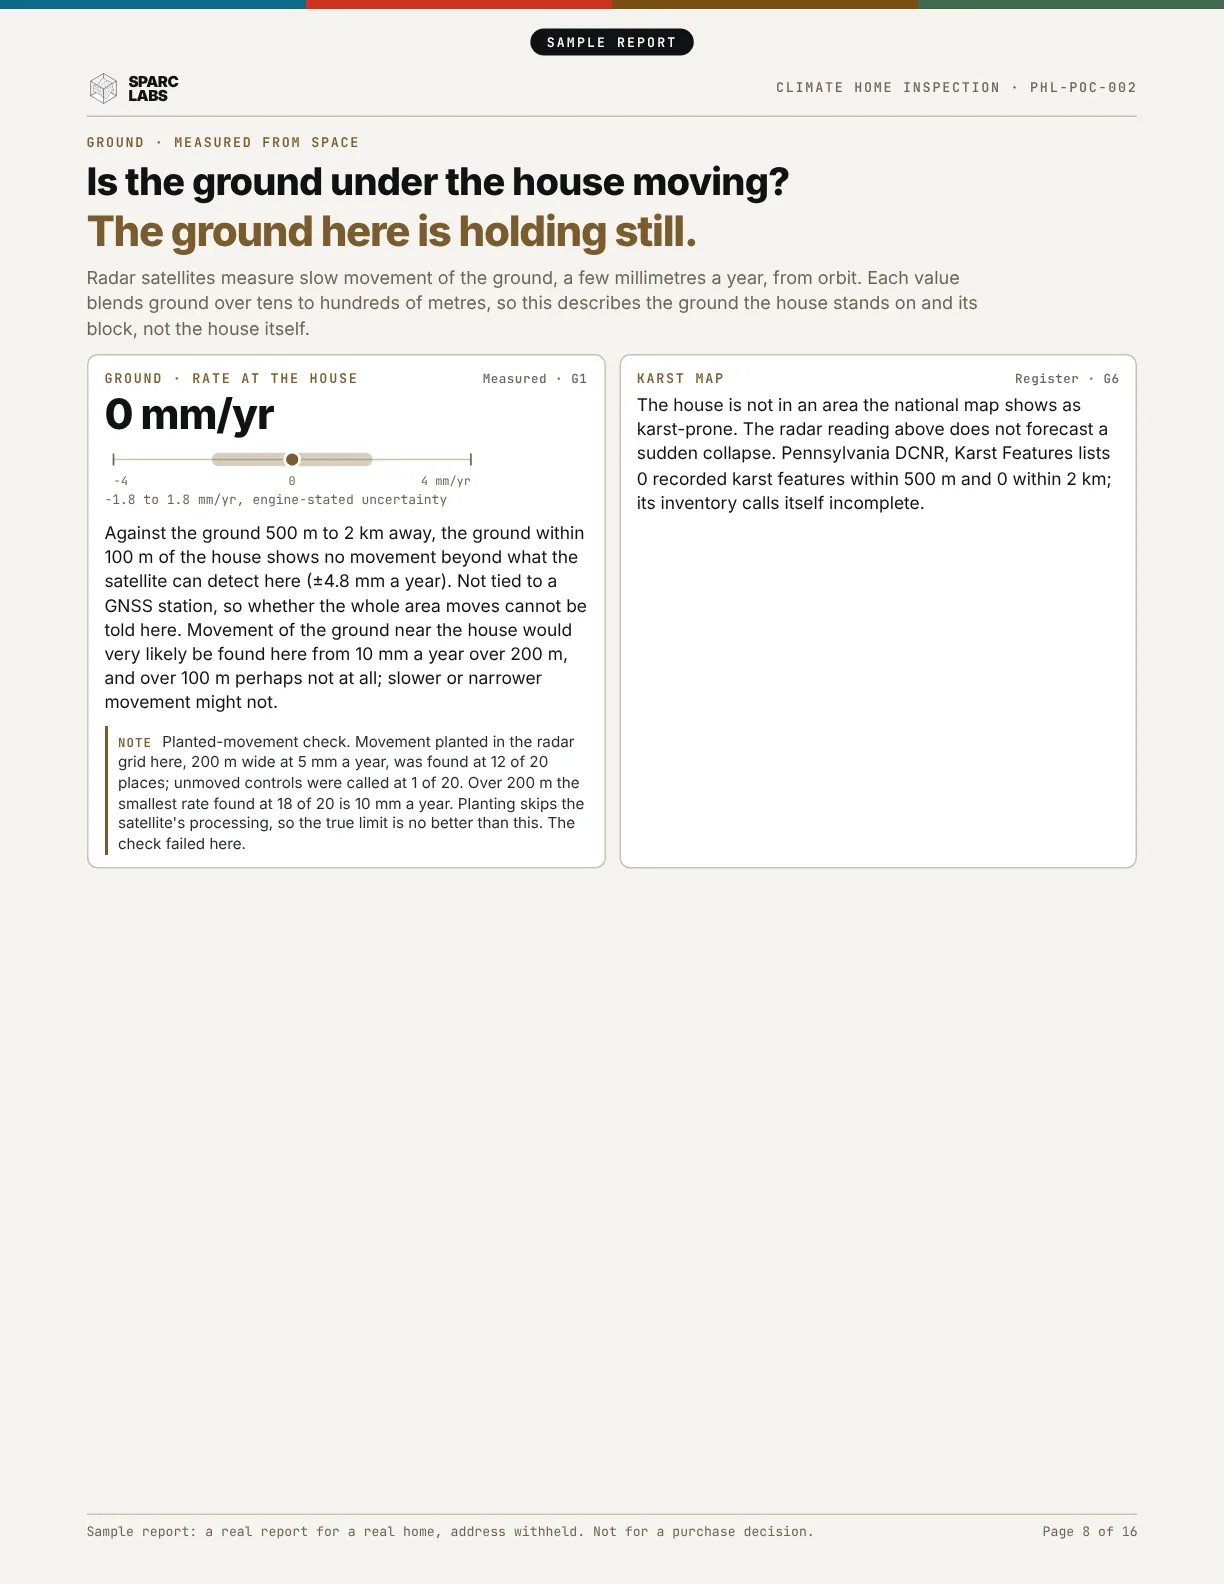 SAMPLE REPORT
SPARC
LABS
CLIMATE HOME INSPECTION · PHL-POC-002
GROUND · MEASURED FROM SPACE
Is the ground under the house moving?
The ground here is holding still.
Radar satellites measure slow movement of the ground, a few millimetres a year, from orbit. Each value
blends ground over tens to hundreds of metres, so this describes the ground the house stands on and its
block, not the house itself.
GROUND · RATE AT THE HOUSE
Measured · G1
0 mm/yr
-4
0
4 mm/yr
-1.8 to 1.8 mm/yr, engine-stated uncertainty
Against the ground 500 m to 2 km away, the ground within
100 m of the house shows no movement beyond what the
satellite can detect here (±4.8 mm a year). Not tied to a
GNSS station, so whether the whole area moves cannot be
told here. Movement of the ground near the house would
very likely be found here from 10 mm a year over 200 m,
and over 100 m perhaps not at all; slower or narrower
movement might not.
NOTE Planted-movement check. Movement planted in the radar
grid here, 200 m wide at 5 mm a year, was found at 12 of 20
places; unmoved controls were called at 1 of 20. Over 200 m the
smallest rate found at 18 of 20 is 10 mm a year. Planting skips the
satellite's processing, so the true limit is no better than this. The
check failed here.
KARST MAP
Register · G6
The house is not in an area the national map shows as
karst-prone. The radar reading above does not forecast a
sudden collapse. Pennsylvania DCNR, Karst Features lists
0 recorded karst features within 500 m and 0 within 2 km;
its inventory calls itself incomplete.
Sample report: a real report for a real home, address withheld. Not for a purchase decision.
Page 8 of 16